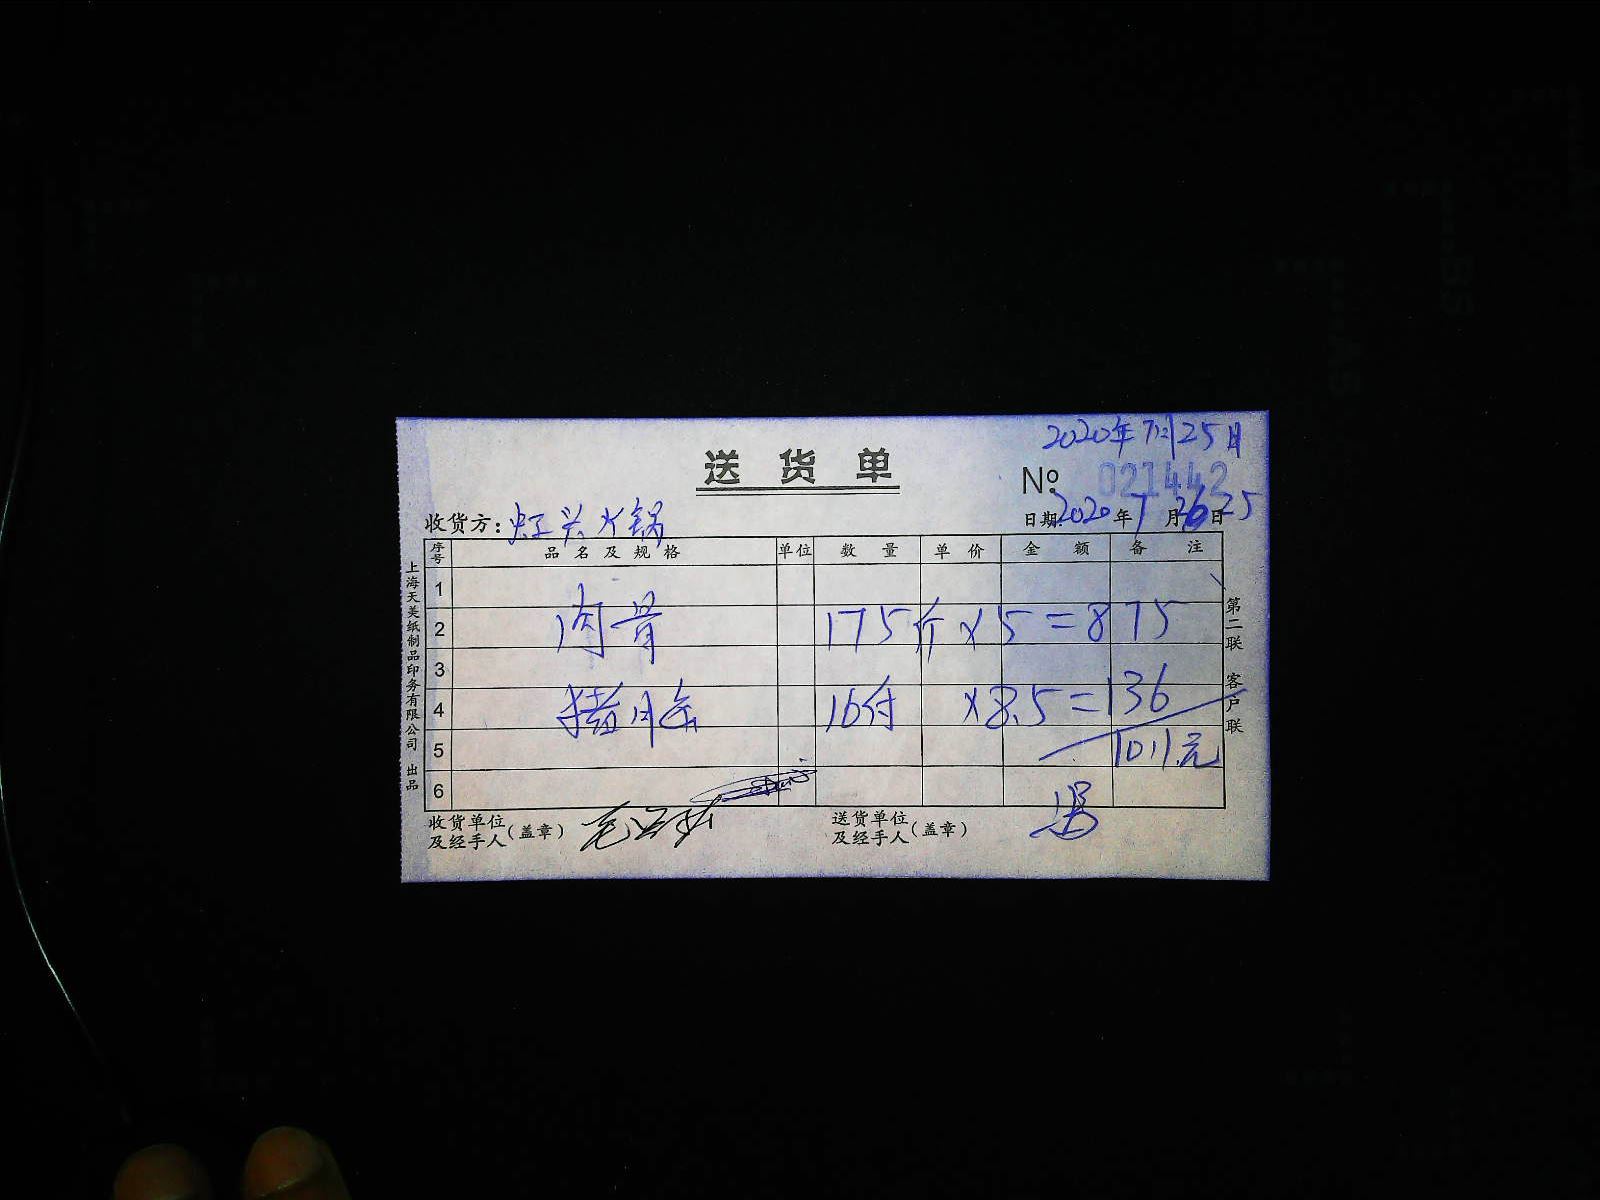 2020年7月25日
送货单
№ 021442
收货方: 虹兴火锅
日期 2020年7月25日
序号 品名及规格 单位 数量 单价 金额 备注
1
2 肉骨 175斤 × 5 = 875
3
4 猪 16付 × 8.5 = 136
5 1011元
6
收货单位及经手人(盖章)
送货单位及经手人(盖章) 冯
上海天美纸制品印务有限公司 出品
第二联 客户联